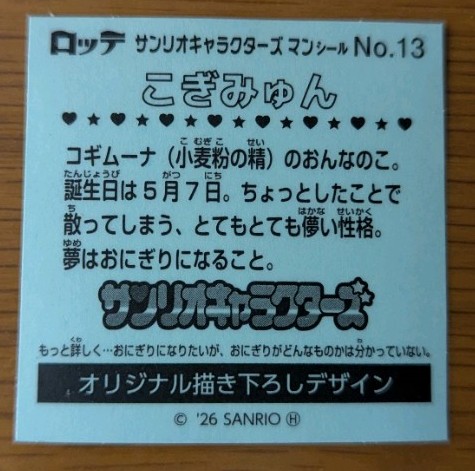 ロッテ サンリオキャラクターズ マンシール No.13
こぎみゅん
♥★♥★♥★♥★♥★♥★♥★♥★
コギムーナ（小麦粉の精）のおんなのこ。
誕生日は５月７日。ちょっとしたことで
散ってしまう、とてもとても儚い性格。
夢はおにぎりになること。
サンリオキャラクターズ
もっと詳しく…おにぎりになりたいが、おにぎりがどんなものかは分かっていない。
オリジナル描き下ろしデザイン
© '26 SANRIO Ⓗ